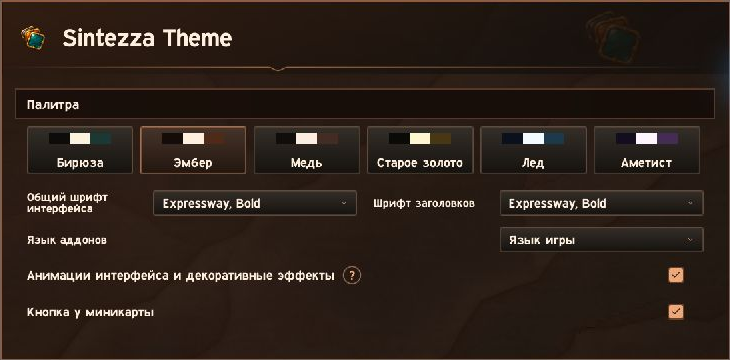 Sintezza Theme
Палитра
Бирюза Эмбер Медь Старое золото Лед Аметист
Общий шрифт
интерфейса
Expressway, Bold Шрифт заголовков Expressway, Bold
Язык аддонов Язык игры
Анимации интерфейса и декоративные эффекты ?
Кнопка у миникарты